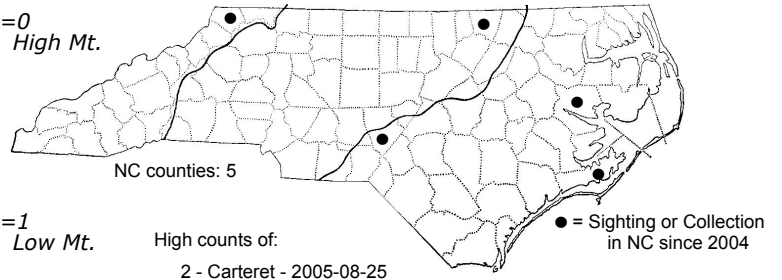 =0
High Mt.
NC counties: 5
=1
Low Mt.
High counts of:
2 - Carteret - 2005-08-25
● = Sighting or Collection
in NC since 2004